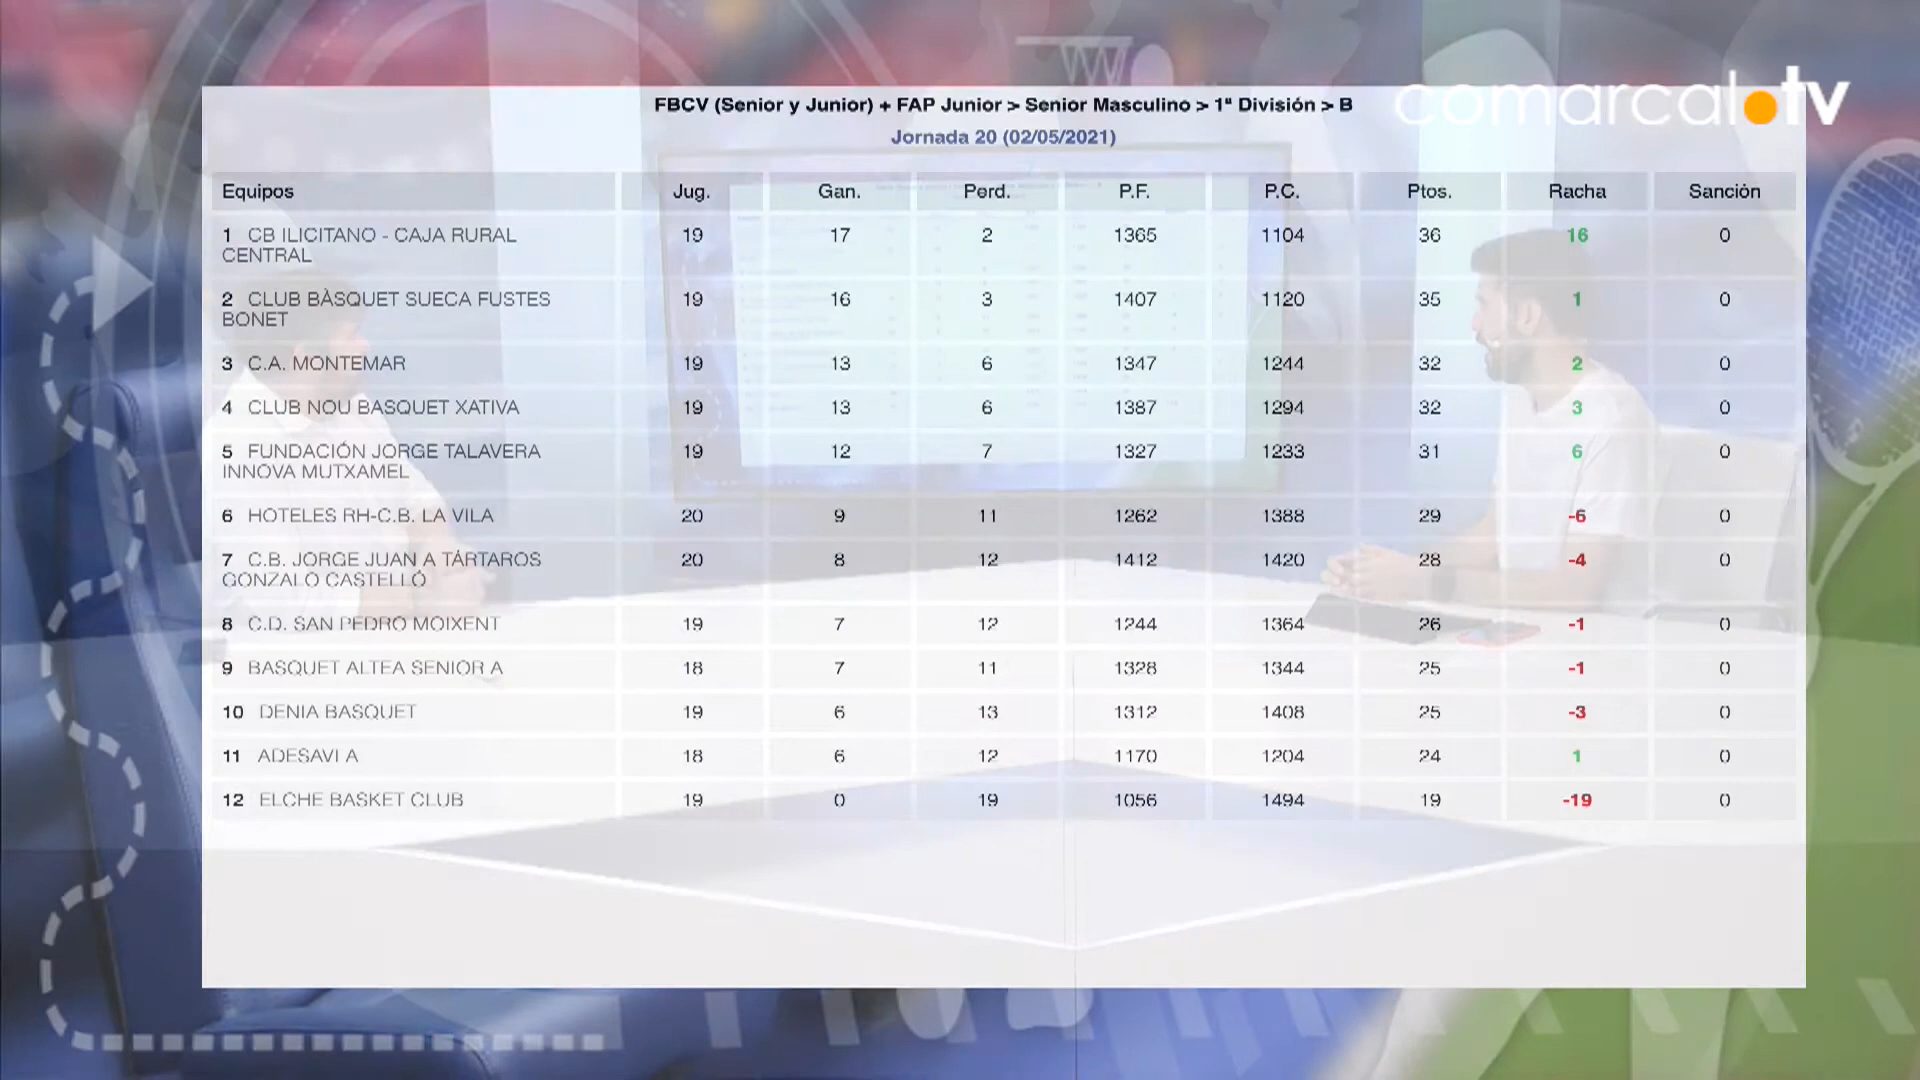 comarcal.tv
FBCV (Senior y Junior) + FAP Junior > Senior Masculino > 1ª División > B
Jornada 20 (02/05/2021)
Equipos Jug. Gan. Perd. P.F. P.C. Ptos. Racha Sanción
1 CB ILICITANO - CAJA RURAL 19 17 2 1365 1104 36 16 0
CENTRAL
2 CLUB BÀSQUET SUECA FUSTES 19 16 3 1407 1120 35 1 0
BONET
3 C.A. MONTEMAR 19 13 6 1347 1244 32 2 0
4 CLUB NOU BASQUET XATIVA 19 13 6 1387 1294 32 3 0
5 FUNDACIÓN JORGE TALAVERA 19 12 7 1327 1233 31 6 0
INNOVA MUTXAMEL
6 HOTELES RH-C.B. LA VILA 20 9 11 1262 1388 29 -6 0
7 C.B. JORGE JUAN A TÁRTAROS 20 8 12 1412 1420 28 -4 0
GONZALO CASTELLÓ
8 C.D. SAN PEDRO MOIXENT 19 7 12 1244 1364 26 -1 0
9 BASQUET ALTEA SENIOR A 18 7 11 1328 1344 25 -1 0
10 DENIA BASQUET 19 6 13 1312 1408 25 -3 0
11 ADESAVI A 18 6 12 1170 1204 24 1 0
12 ELCHE BASKET CLUB 19 0 19 1056 1494 19 -19 0